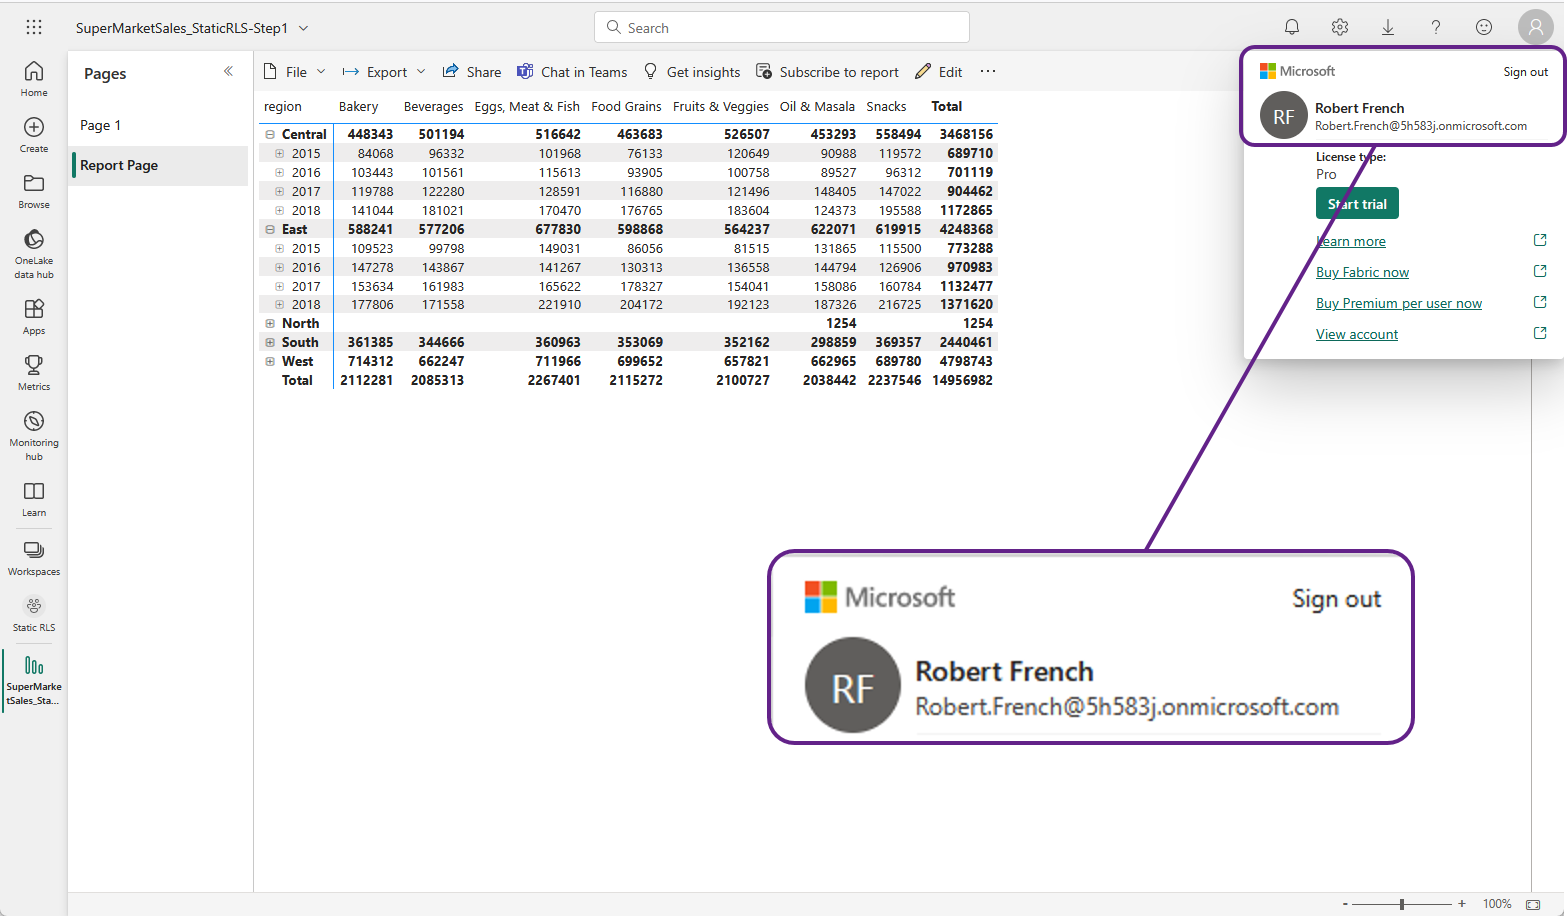 SuperMarketSales_StaticRLS-Step1
Search
Home
Create
Browse
OneLake
data hub
Apps
Metrics
Monitoring
hub
Learn
Workspaces
Static RLS
SuperMarke
tSales_Sta...
Pages
Page 1
Report Page
File Export Share Chat in Teams Get insights Subscribe to report Edit ...
region Bakery Beverages Eggs, Meat & Fish Food Grains Fruits & Veggies Oil & Masala Snacks Total
Central 448343 501194 516642 463683 526507 453293 558494 3468156
2015 84068 96332 101968 76133 120649 90988 119572 689710
2016 103443 101561 115613 93905 100758 89527 96312 701119
2017 119788 122280 128591 116880 121496 148405 147022 904462
2018 141044 181021 170470 176765 183604 124373 195588 1172865
East 588241 577206 677830 598868 564237 622071 619915 4248368
2015 109523 99798 149031 86056 81515 131865 115500 773288
2016 147278 143867 141267 130313 136558 144794 126906 970983
2017 153634 161983 165622 178327 154041 158086 160784 1132477
2018 177806 171558 221910 204172 192123 187326 216725 1371620
North 1254 1254
South 361385 344666 360963 353069 352162 298859 369357 2440461
West 714312 662247 711966 699652 657821 662965 689780 4798743
Total 2112281 2085313 2267401 2115272 2100727 2038442 2237546 14956982
Microsoft Sign out
RF
Robert French
Robert.French@5h583j.onmicrosoft.com
License type:
Pro
Start trial
Learn more
Buy Fabric now
Buy Premium per user now
View account
Microsoft Sign out
RF
Robert French
Robert.French@5h583j.onmicrosoft.com
- + 100%